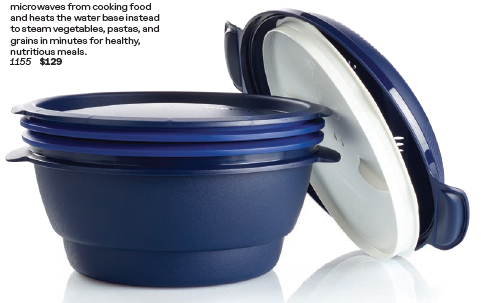 microwaves from cooking food
and heats the water base instead
to steam vegetables, pastas, and
grains in minutes for healthy,
nutritious meals.
1155 $129